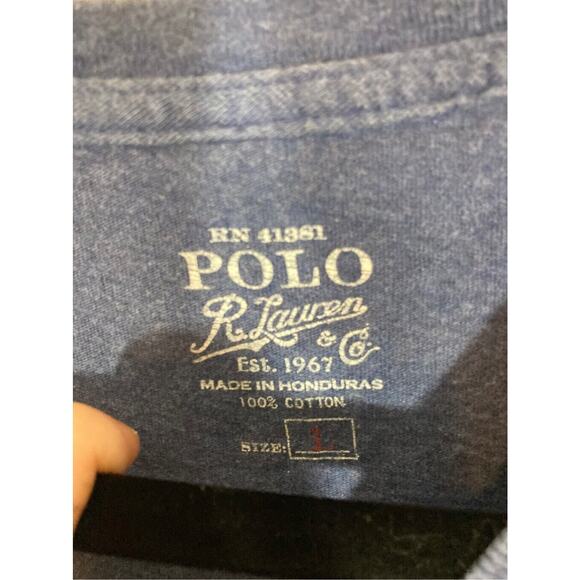 RN 41381
POLO
R. Lauren
& Co.
EST. 1967
MADE IN HONDURAS
100% COTTON
SIZE: L